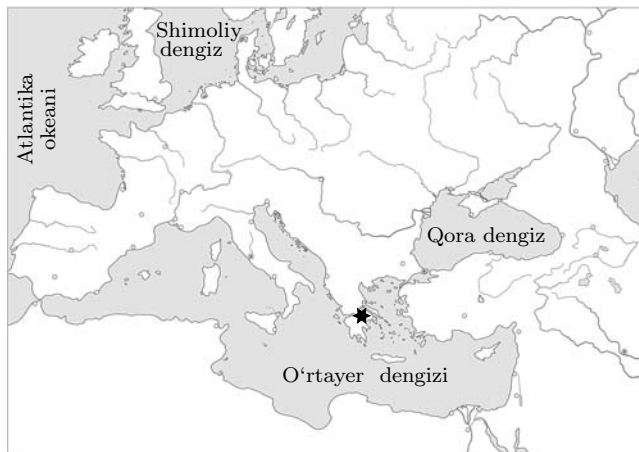 Shimoliy
dengiz
Atlantika
okeani
Qora dengiz
O‘rtayer dengizi